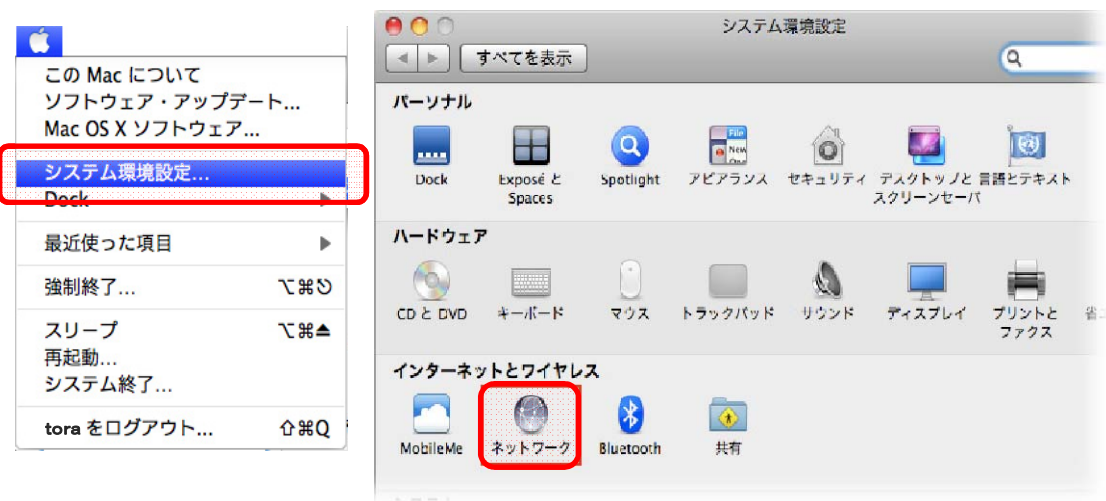 この Mac について
ソフトウェア・アップデート...
Mac OS X ソフトウェア...
システム環境設定...
Dock ▶
最近使った項目 ▶
強制終了... ⌥⌘⎋
スリープ ⌥⌘⏏
再起動...
システム終了...
tora をログアウト... ⇧⌘Q
システム環境設定
すべてを表示
パーソナル
Dock Exposé と Spotlight アピアランス セキュリティ デスクトップと 言語とテキスト
Spaces スクリーンセーバ
File
New
ハードウェア
CD と DVD キーボード マウス トラックパッド サウンド ディスプレイ プリントと 省
ファクス
インターネットとワイヤレス
MobileMe ネットワーク Bluetooth 共有